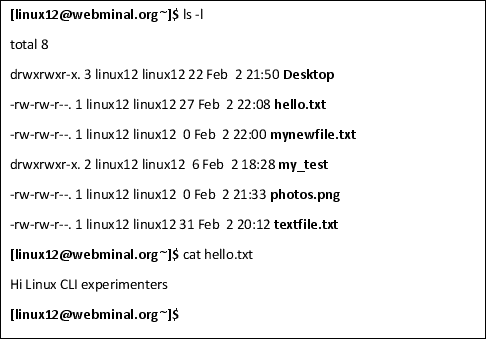 [linux12@webminal.org~]$ ls -l
total 8
drwxrwxr-x. 3 linux12 linux12 22 Feb  2 21:50 Desktop
-rw-rw-r--. 1 linux12 linux12 27 Feb  2 22:08 hello.txt
-rw-rw-r--. 1 linux12 linux12  0 Feb  2 22:00 mynewfile.txt
drwxrwxr-x. 2 linux12 linux12  6 Feb  2 18:28 my_test
-rw-rw-r--. 1 linux12 linux12  0 Feb  2 21:33 photos.png
-rw-rw-r--. 1 linux12 linux12 31 Feb  2 20:12 textfile.txt
[linux12@webminal.org~]$ cat hello.txt
Hi Linux CLI experimenters
[linux12@webminal.org~]$